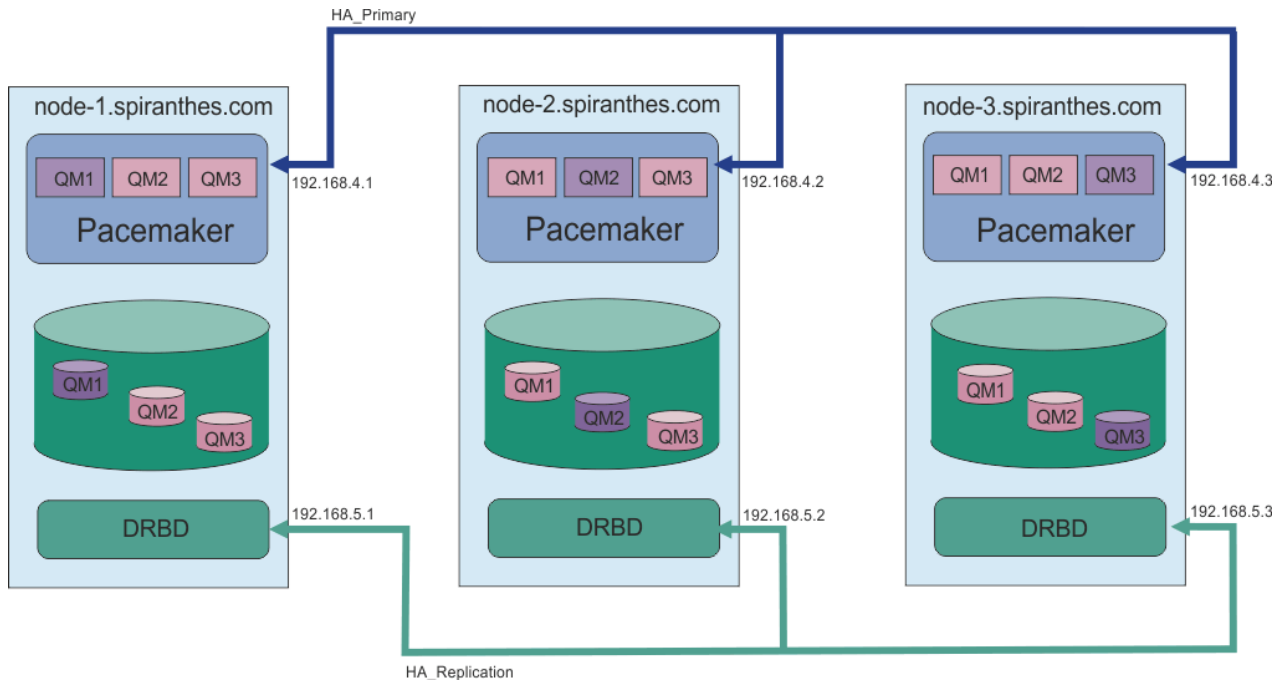 HA_Primary
node-1.spiranthes.com
QM1 QM2 QM3
Pacemaker
192.168.4.1
QM1
QM2
QM3
DRBD
192.168.5.1
node-2.spiranthes.com
QM1 QM2 QM3
Pacemaker
192.168.4.2
QM1
QM2
QM3
DRBD
192.168.5.2
node-3.spiranthes.com
QM1 QM2 QM3
Pacemaker
192.168.4.3
QM1
QM2
QM3
DRBD
192.168.5.3
HA_Replication